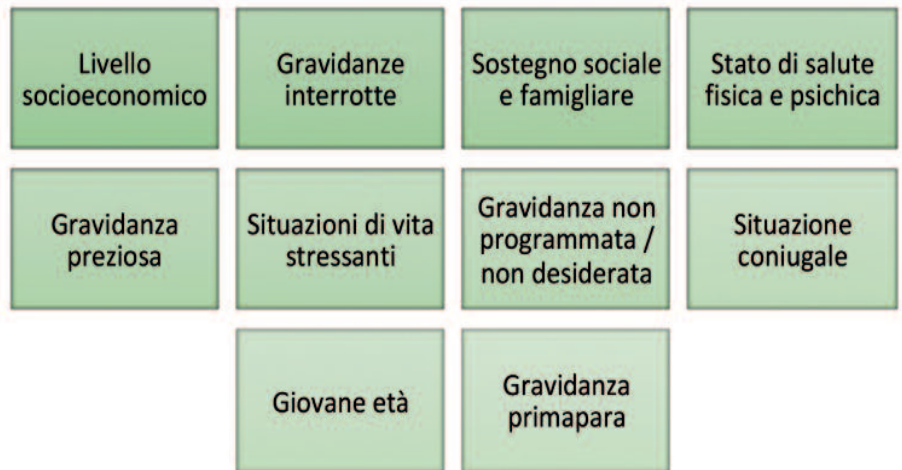 Livello
socioeconomico
Gravidanze
interrotte
Sostegno sociale
e famigliare
Stato di salute
fisica e psichica
Gravidanza
preziosa
Situazioni di vita
stressanti
Gravidanza non
programmata /
non desiderata
Situazione
coniugale
Giovane età
Gravidanza
primapara